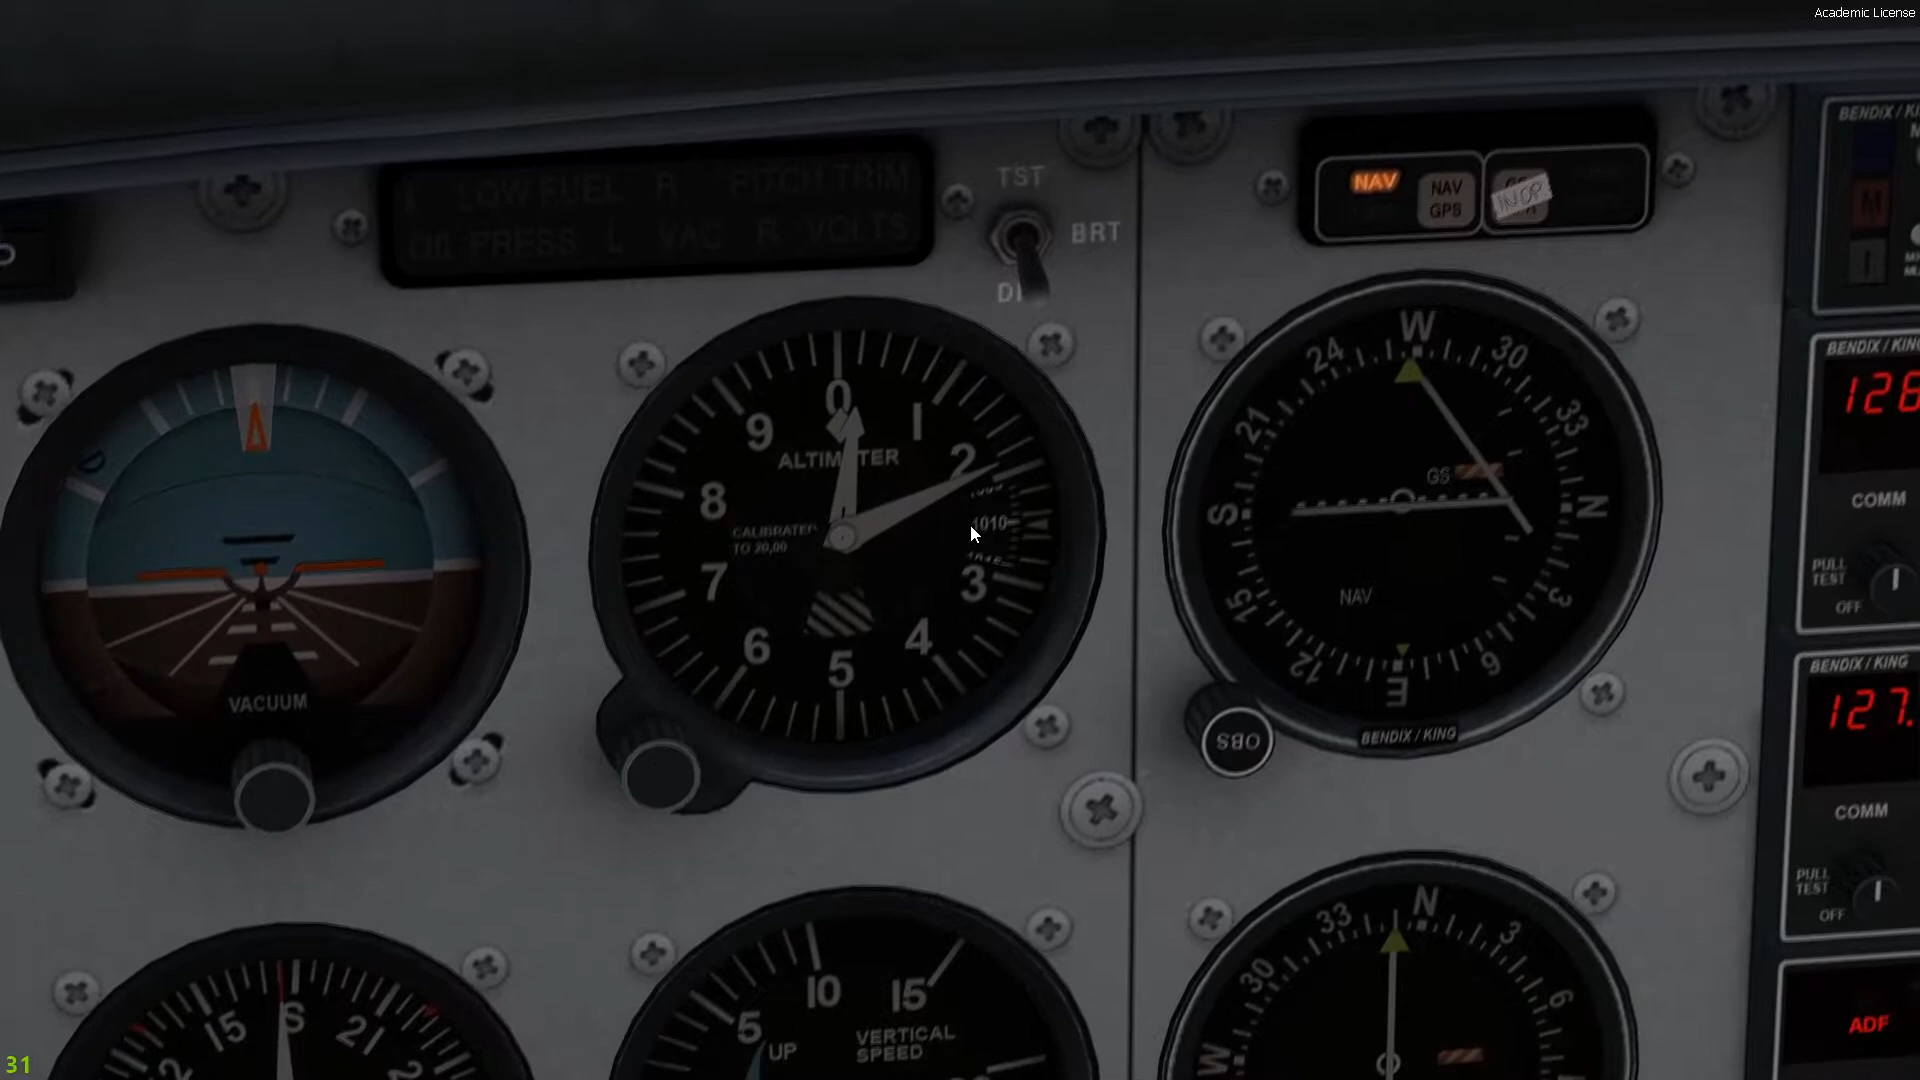 Academic License
LOW FUEL R PITCH TRIM
OIL PRESS L VAC R VOLTS
TST
BRT
NAV
NAV
GPS
INOP
BENDIX/KI
M
0
1
2
3
4
5
6
7
8
9
ALTIMETER
CALIBRATED
TO 20,00
1010
W
30
33
N
3
6
E
12
15
S
21
24
GS
NAV
OBS
BENDIX/KING
BENDIX/KING
128
COMM
PULL
TEST
OFF
BENDIX/KING
127.
COMM
PULL
TEST
OFF
ADF
VACUUM
15
S
21
5
10
15
UP
VERTICAL
SPEED
W
30
33
N
3
6
31